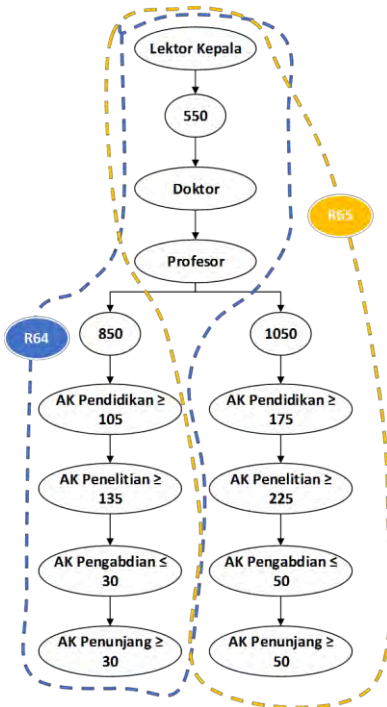 Lektor Kepala
550
Doktor
R65
Profesor
R64
850
1050
AK Pendidikan ≥
105
AK Pendidikan ≥
175
AK Penelitian ≥
135
AK Penelitian ≥
225
AK Pengabdian ≤
30
AK Pengabdian ≤
50
AK Penunjang ≥
30
AK Penunjang ≥
50